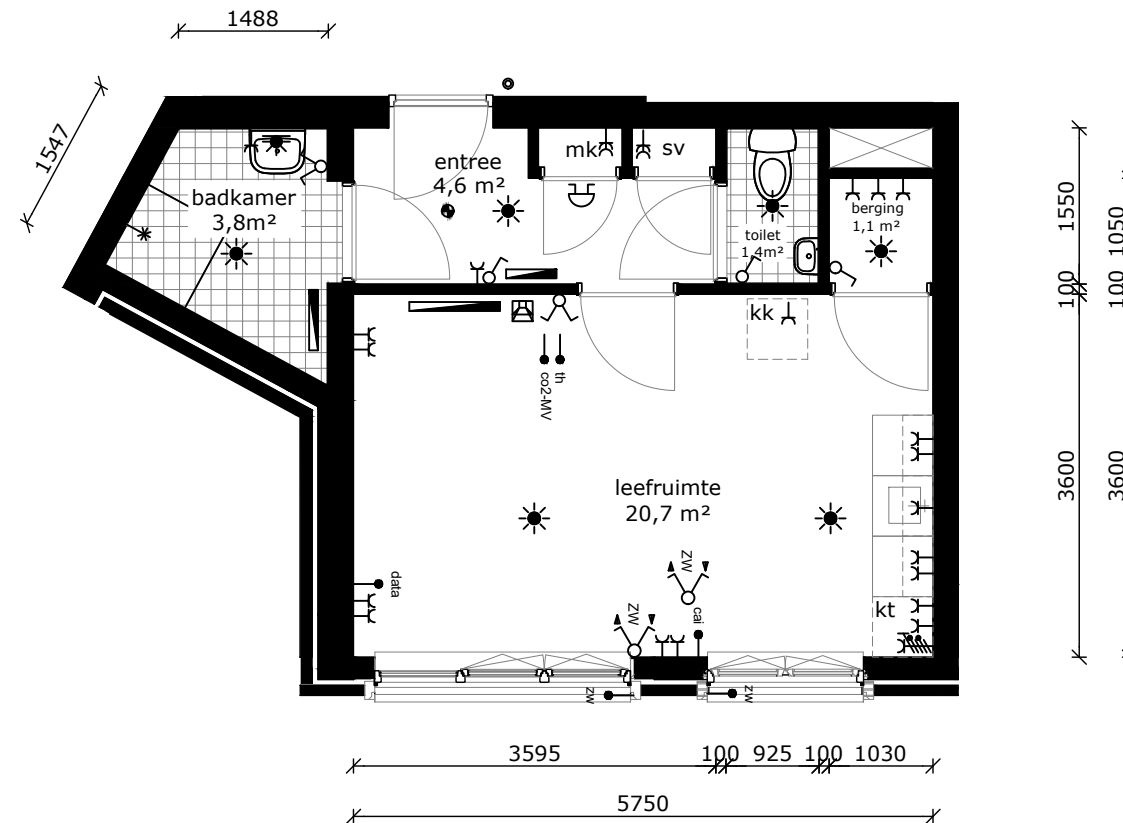 1488
1547
entree
4,6 m²
mk
sv
badkamer
3,8m²
toilet
1,4m²
berging
1,1 m²
1550
1050
100
100
kk
th
co2-MV
leefruimte
20,7 m²
3600
3600
data
zw
zw
cai
kt
zw
zw
3595
100
925
100
1030
5750